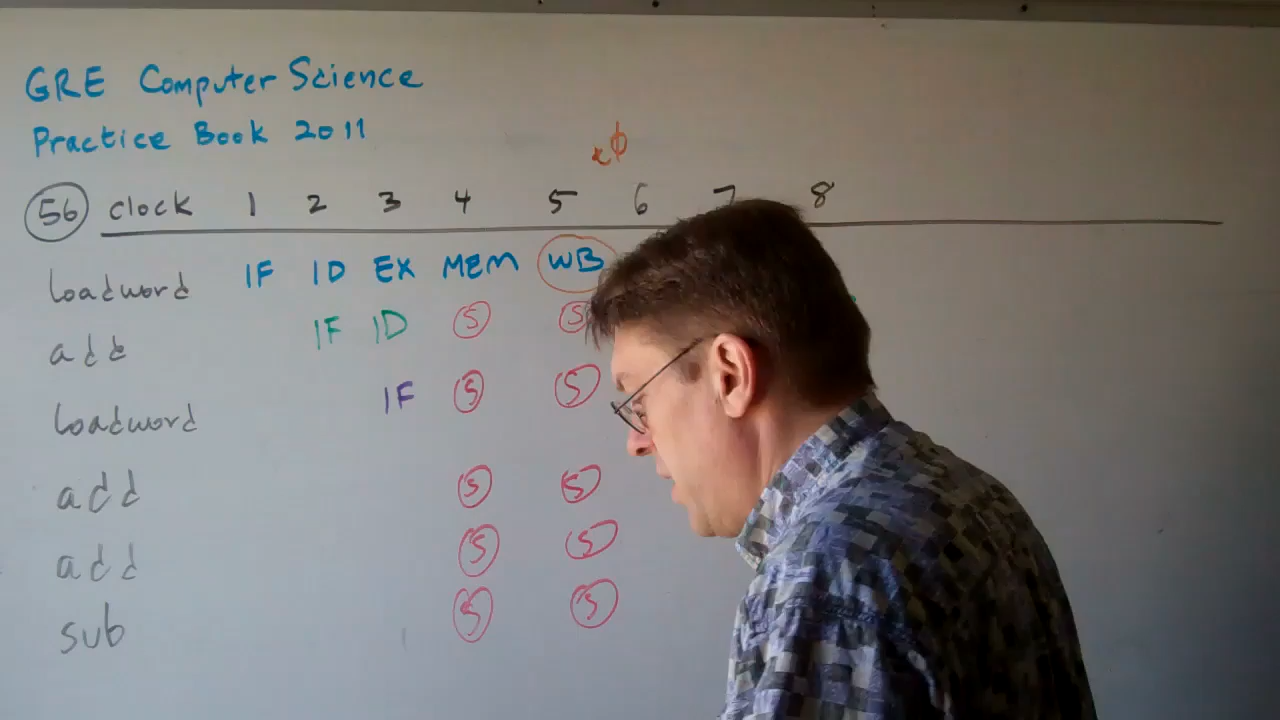 GRE Computer Science
Practice Book 2011
rϕ
56 clock 1 2 3 4 5 6 7 8
loadword IF ID EX MEM WB
add IF ID S S
loadword IF S S
add S S
add S S
sub S S